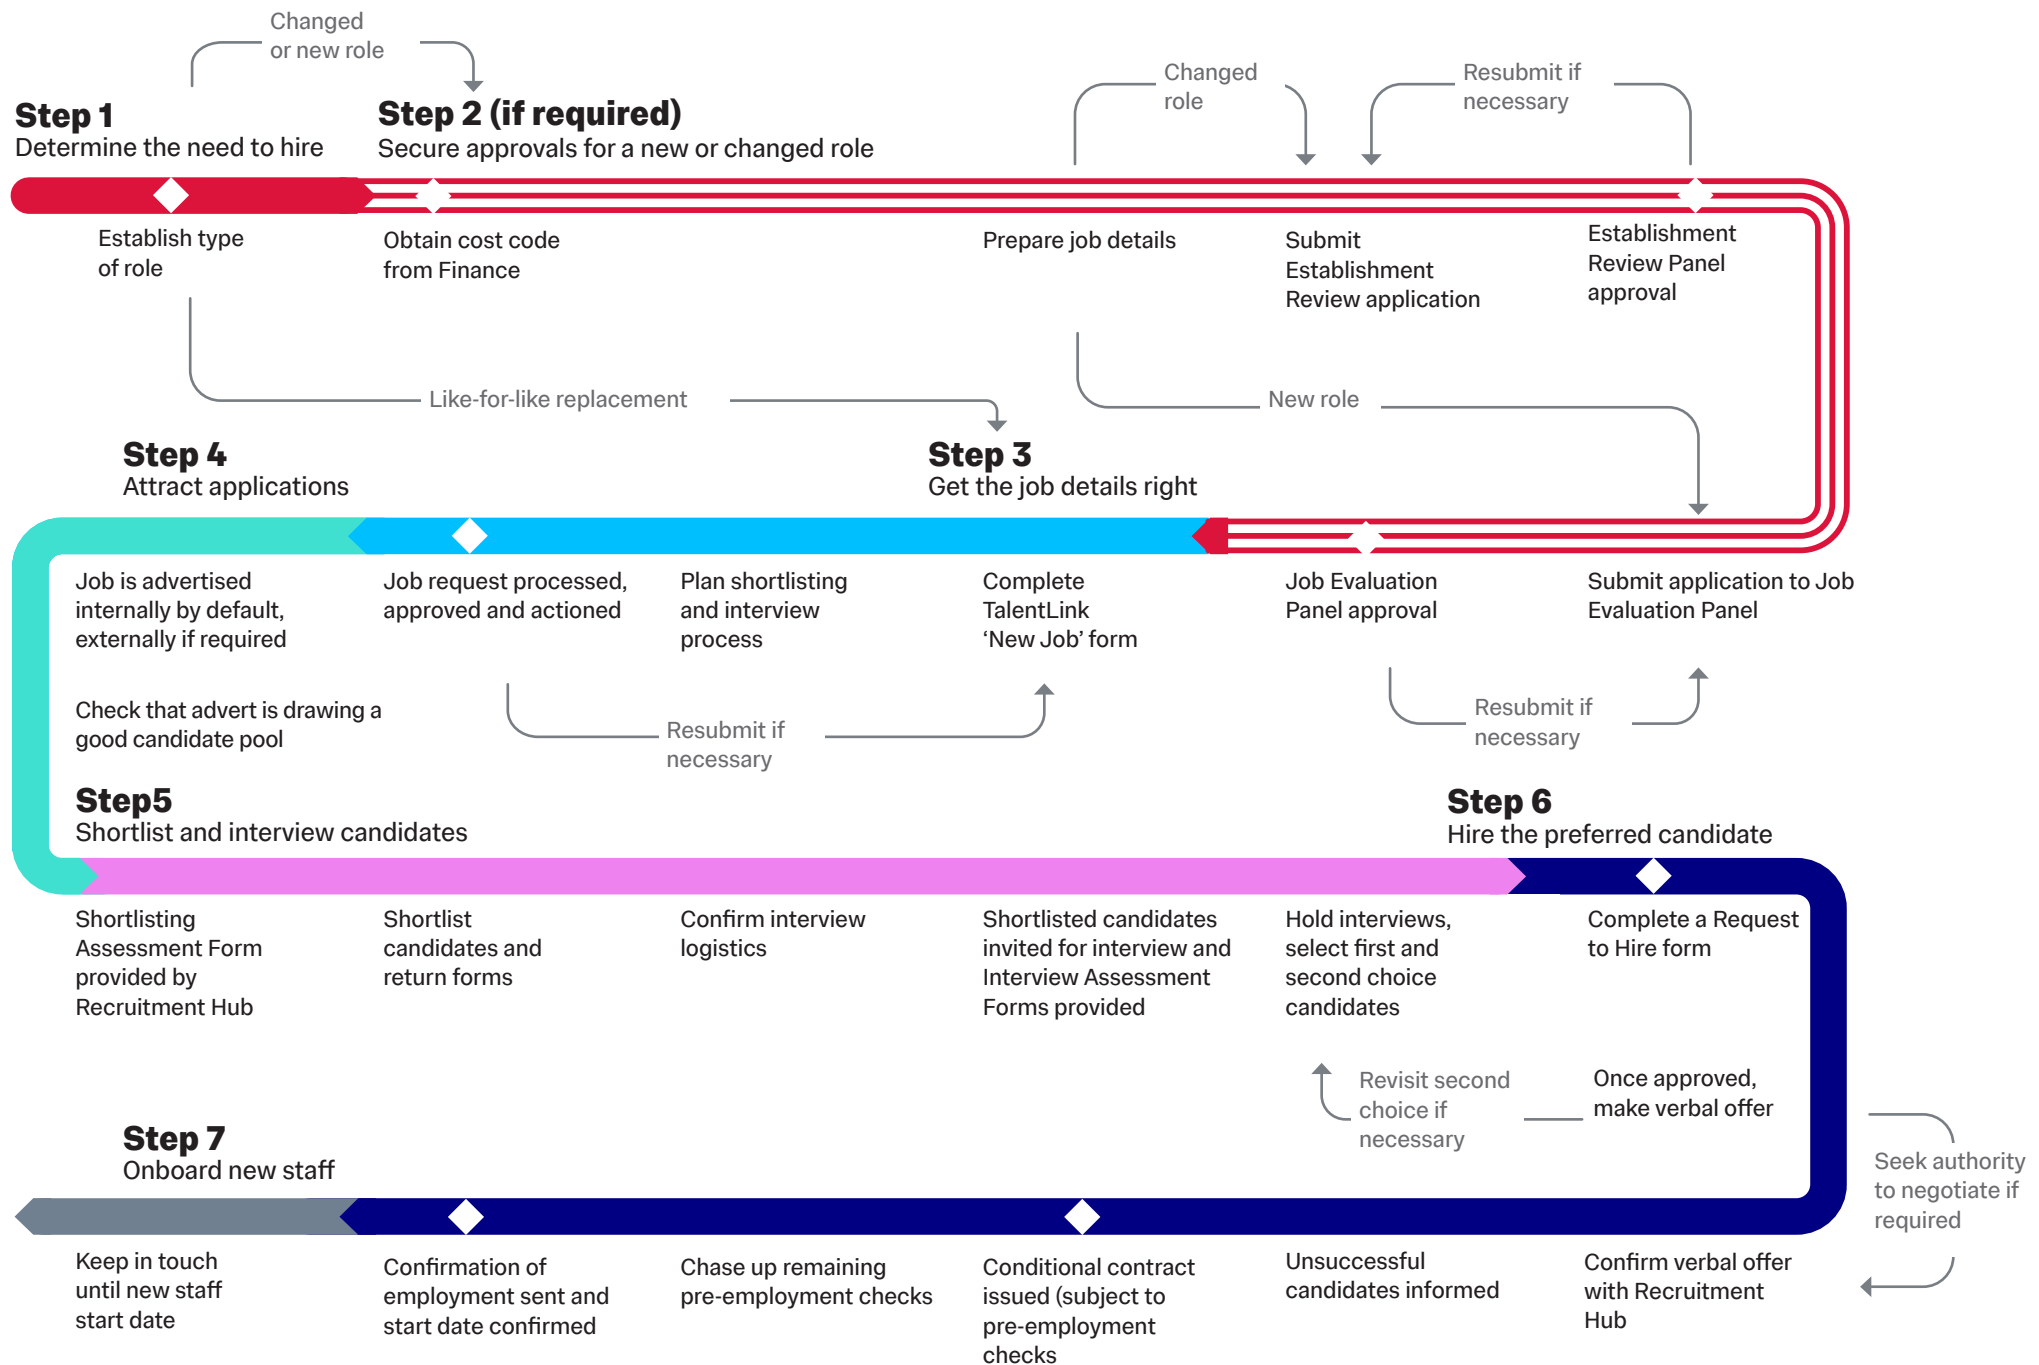 Changed
or new role
Step 1
Determine the need to hire
Step 2 (if required)
Secure approvals for a new or changed role
Changed
role
Resubmit if
necessary
Establish type
of role
Obtain cost code
from Finance
Prepare job details
Submit
Establishment
Review application
Establishment
Review Panel
approval
Like-for-like replacement
New role
Step 4
Attract applications
Step 3
Get the job details right
Job is advertised
internally by default,
externally if required
Job request processed,
approved and actioned
Plan shortlisting
and interview
process
Complete
TalentLink
‘New Job’ form
Job Evaluation
Panel approval
Submit application to Job
Evaluation Panel
Check that advert is drawing a
good candidate pool
Resubmit if
necessary
Resubmit if
necessary
Step5
Shortlist and interview candidates
Step 6
Hire the preferred candidate
Shortlisting
Assessment Form
provided by
Recruitment Hub
Shortlist
candidates and
return forms
Confirm interview
logistics
Shortlisted candidates
invited for interview and
Interview Assessment
Forms provided
Hold interviews,
select first and
second choice
candidates
Complete a Request
to Hire form
Revisit second
choice if
necessary
Once approved,
make verbal offer
Step 7
Onboard new staff
Seek authority
to negotiate if
required
Keep in touch
until new staff
start date
Confirmation of
employment sent and
start date confirmed
Chase up remaining
pre-employment checks
Conditional contract
issued (subject to
pre-employment
checks
Unsuccessful
candidates informed
Confirm verbal offer
with Recruitment
Hub